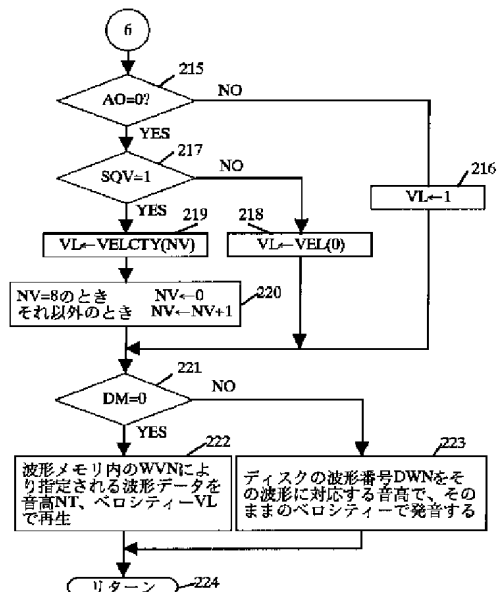 6
215
AO=0?
NO
YES
217
216
SQV=1
NO
VL←1
YES
219
218
VL←VELCTY(NV)
VL←VEL(0)
NV=8のとき NV←0
それ以外のとき NV←NV+1
220
221
DM=0
NO
YES
222
223
波形メモリ内のWVNによ
り指定される波形データを
音高NT、ベロシティーVL
で再生
ディスクの波形番号DWNをそ
の波形に対応する音高で、その
ままのベロシティーで発音する
リターン
224